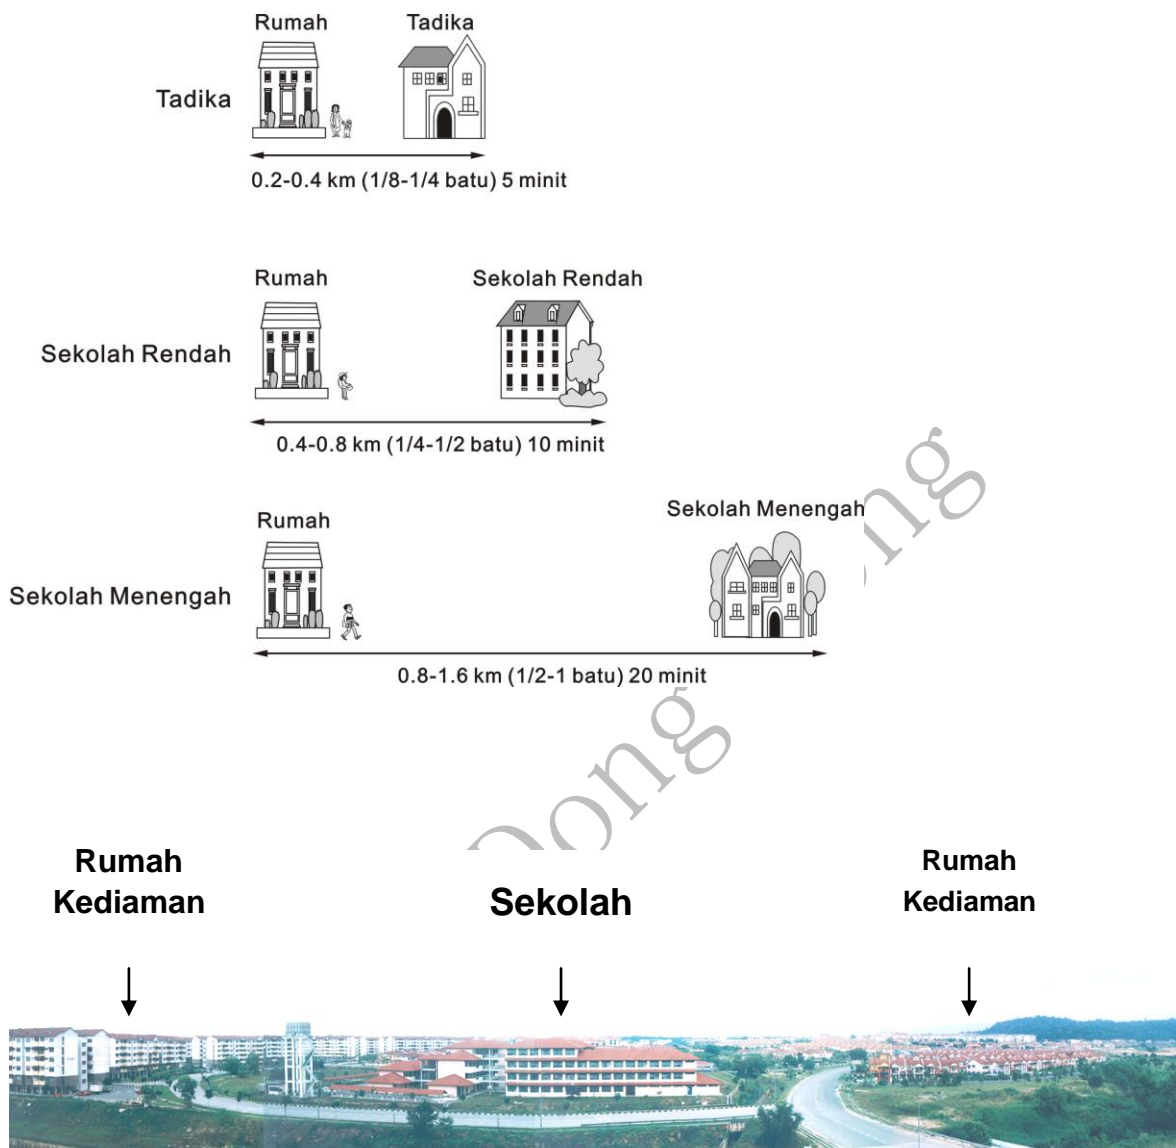 Rumah Tadika
Tadika
0.2-0.4 km (1/8-1/4 batu) 5 minit
Rumah Sekolah Rendah
Sekolah Rendah
0.4-0.8 km (1/4-1/2 batu) 10 minit
Rumah Sekolah Menengah
Sekolah Menengah
0.8-1.6 km (1/2-1 batu) 20 minit
Dong
ong
Rumah
Kediaman
Sekolah
Rumah
Kediaman